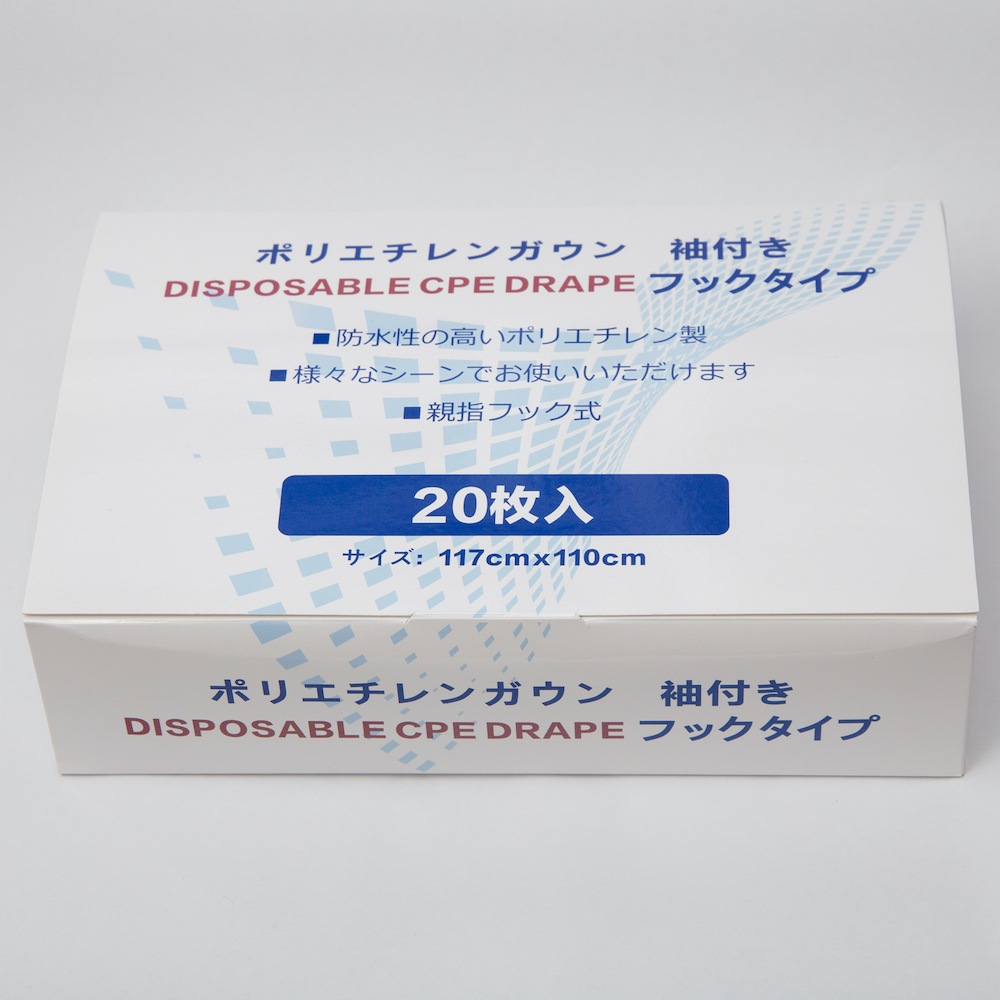 ポリエチレンガウン　袖付き
DISPOSABLE CPE DRAPE フックタイプ
■防水性の高いポリエチレン製
■様々なシーンでお使いいただけます
■親指フック式
20枚入
サイズ：117cmx110cm
ポリエチレンガウン　袖付き
DISPOSABLE CPE DRAPE フックタイプ